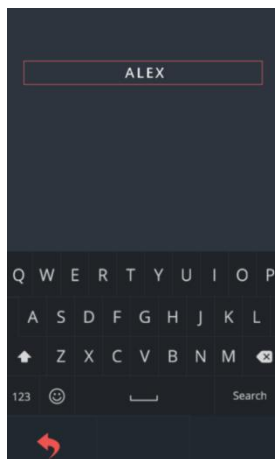 ALEX
Q W E R T Y U I O P
A S D F G H J K L
Z X C V B N M
123 Search